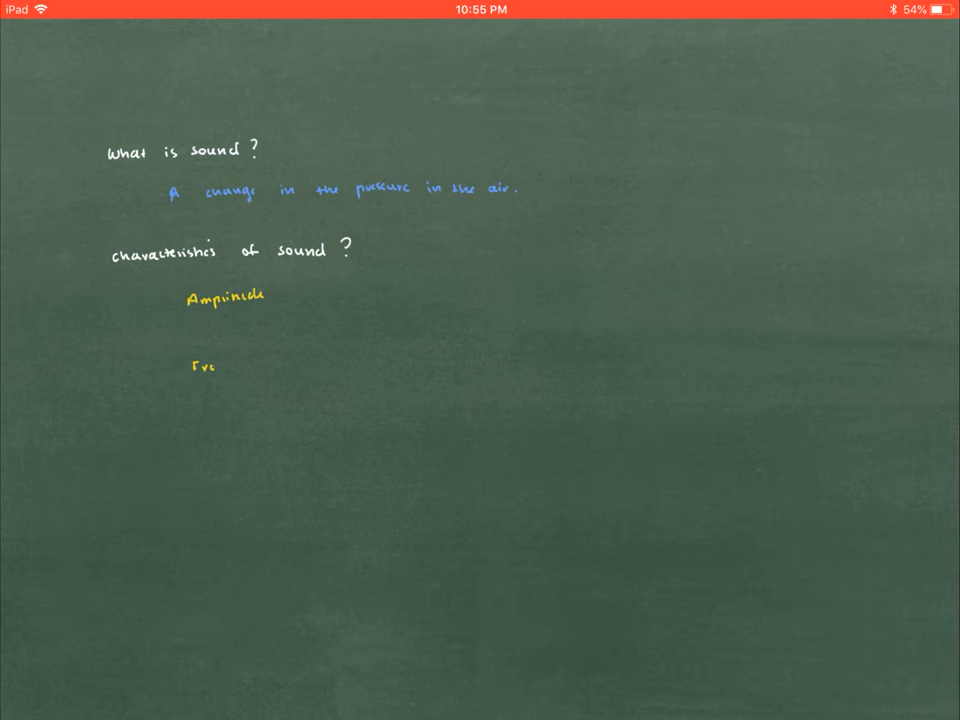 iPad 10:55 PM 54%
What is sound?
A change in the pressure in the air.
characteristics of sound?
Amplitude
Fre